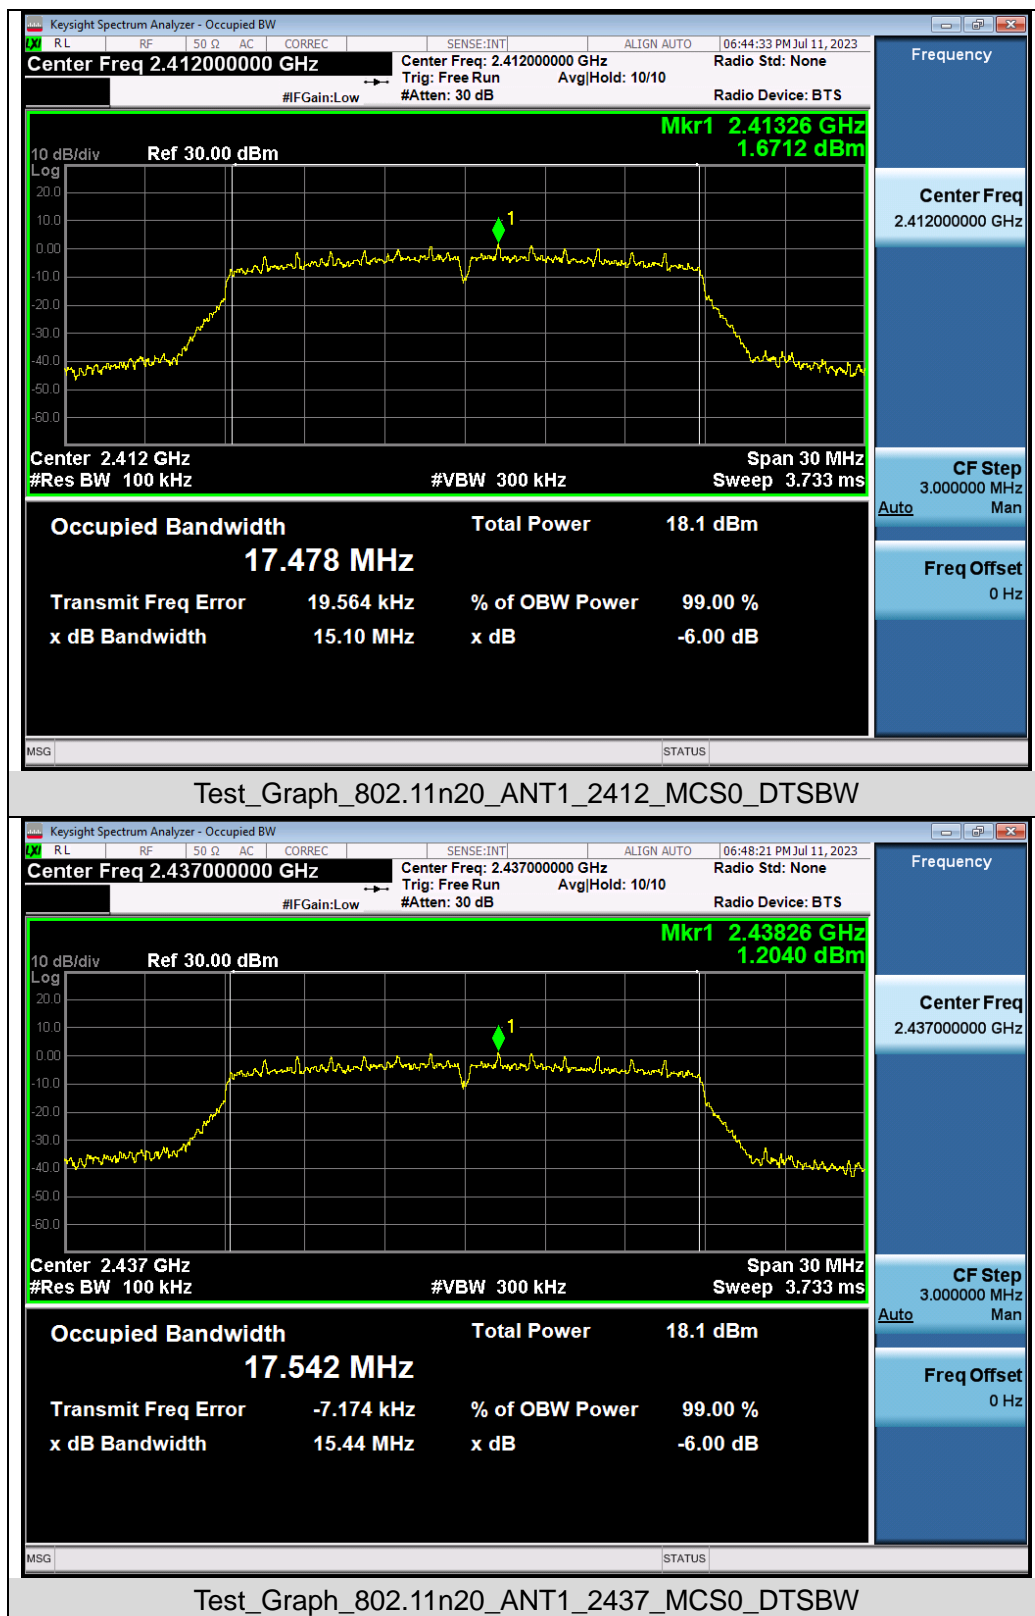 Keysight Spectrum Analyzer - Occupied BW
LXI RL RF 50 Ω AC CORREC SENSE:INT ALIGN AUTO 06:44:33 PM Jul 11, 2023
Center Freq 2.412000000 GHz
Center Freq: 2.412000000 GHz
Radio Std: None
Trig: Free Run Avg|Hold: 10/10
#IFGain:Low
#Atten: 30 dB
Radio Device: BTS
Frequency
Mkr1 2.41326 GHz
1.6712 dBm
10 dB/div Ref 30.00 dBm
Log
20.0
10.0
0.00
-10.0
-20.0
-30.0
-40.0
-50.0
-60.0
1
Center 2.412 GHz
Span 30 MHz
#Res BW 100 kHz
#VBW 300 kHz
Sweep 3.733 ms
Center Freq
2.412000000 GHz
CF Step
3.000000 MHz
Auto Man
Freq Offset
0 Hz
Occupied Bandwidth
Total Power 18.1 dBm
17.478 MHz
Transmit Freq Error 19.564 kHz
% of OBW Power 99.00 %
x dB Bandwidth 15.10 MHz
x dB -6.00 dB
MSG STATUS
Test_Graph_802.11n20_ANT1_2412_MCS0_DTSBW
Keysight Spectrum Analyzer - Occupied BW
LXI RL RF 50 Ω AC CORREC SENSE:INT ALIGN AUTO 06:48:21 PM Jul 11, 2023
Center Freq 2.437000000 GHz
Center Freq: 2.437000000 GHz
Radio Std: None
Trig: Free Run Avg|Hold: 10/10
#IFGain:Low
#Atten: 30 dB
Radio Device: BTS
Frequency
Mkr1 2.43826 GHz
1.2040 dBm
10 dB/div Ref 30.00 dBm
Log
20.0
10.0
0.00
-10.0
-20.0
-30.0
-40.0
-50.0
-60.0
1
Center 2.437 GHz
Span 30 MHz
#Res BW 100 kHz
#VBW 300 kHz
Sweep 3.733 ms
Center Freq
2.437000000 GHz
CF Step
3.000000 MHz
Auto Man
Freq Offset
0 Hz
Occupied Bandwidth
Total Power 18.1 dBm
17.542 MHz
Transmit Freq Error -7.174 kHz
% of OBW Power 99.00 %
x dB Bandwidth 15.44 MHz
x dB -6.00 dB
MSG STATUS
Test_Graph_802.11n20_ANT1_2437_MCS0_DTSBW